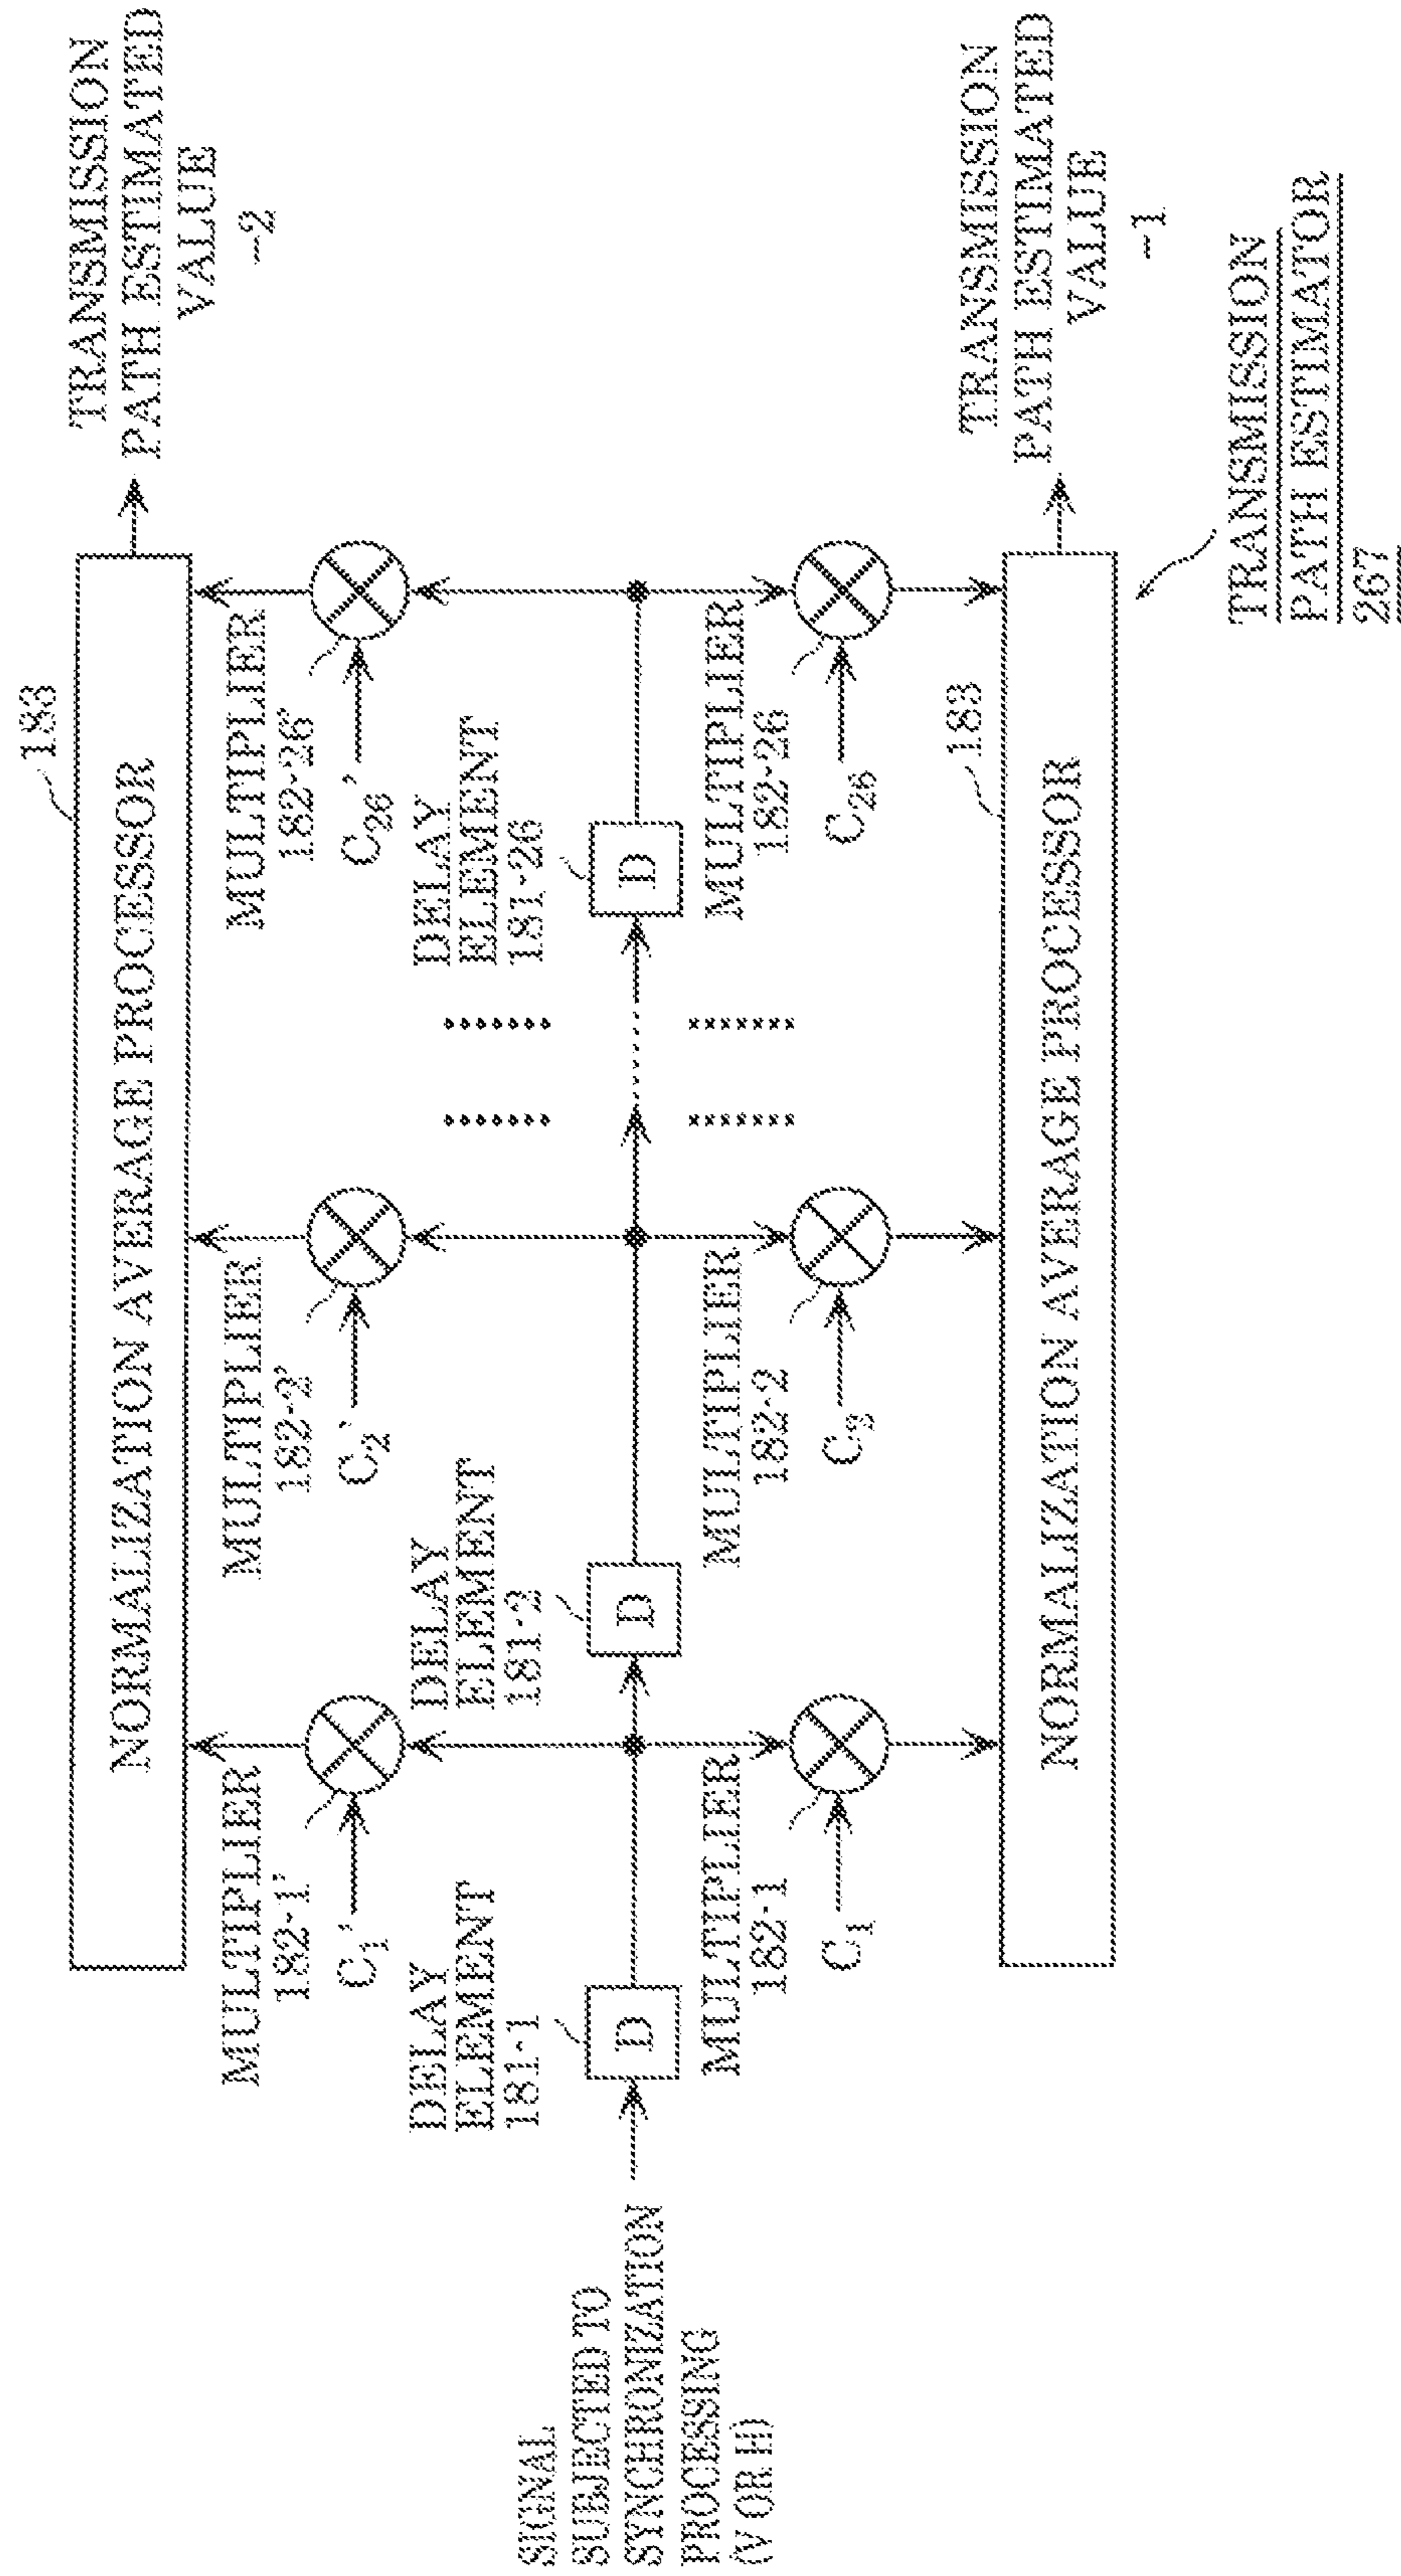 183
NORMALIZATION AVERAGE PROCESSOR
TRANSMISSION
PATH ESTIMATED
VALUE
-2
MULTIPLIER
182-1'
C1'
MULTIPLIER
182-2'
C2'
MULTIPLIER
182-26'
C26'
SIGNAL
SUBJECTED TO
SYNCHRONIZATION
PROCESSING
(V OR H)
DELAY
ELEMENT
181-1
D
DELAY
ELEMENT
181-2
D
DELAY
ELEMENT
181-26
D
MULTIPLIER
182-1
C1
MULTIPLIER
182-2
C2
MULTIPLIER
182-26
C26
183
NORMALIZATION AVERAGE PROCESSOR
TRANSMISSION
PATH ESTIMATED
VALUE
-1
TRANSMISSION
PATH ESTIMATOR
267